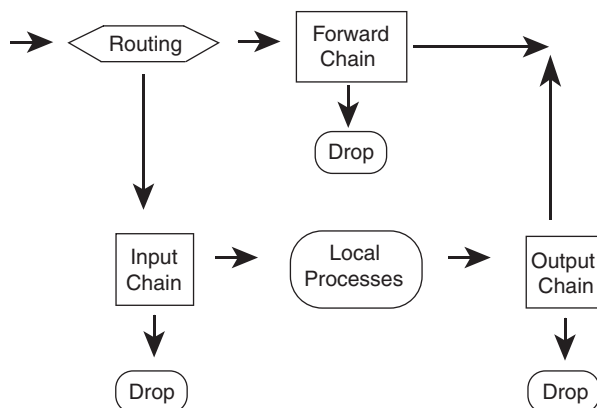 Routing
Forward
Chain
Drop
Input
Chain
Local
Processes
Output
Chain
Drop
Drop